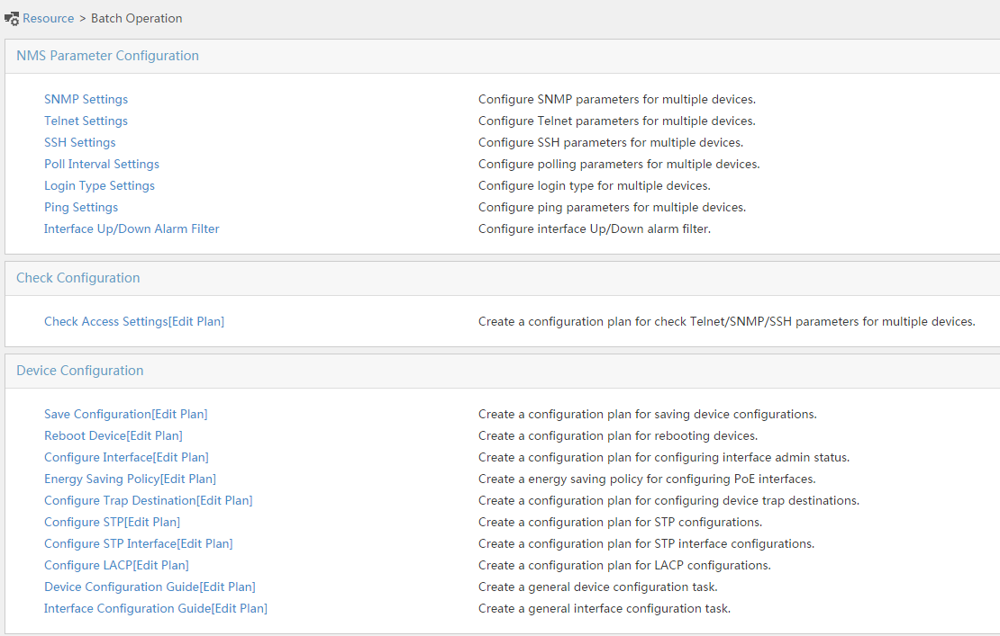 Resource > Batch Operation
NMS Parameter Configuration
SNMP Settings Configure SNMP parameters for multiple devices.
Telnet Settings Configure Telnet parameters for multiple devices.
SSH Settings Configure SSH parameters for multiple devices.
Poll Interval Settings Configure polling parameters for multiple devices.
Login Type Settings Configure login type for multiple devices.
Ping Settings Configure ping parameters for multiple devices.
Interface Up/Down Alarm Filter Configure interface Up/Down alarm filter.
Check Configuration
Check Access Settings[Edit Plan] Create a configuration plan for check Telnet/SNMP/SSH parameters for multiple devices.
Device Configuration
Save Configuration[Edit Plan] Create a configuration plan for saving device configurations.
Reboot Device[Edit Plan] Create a configuration plan for rebooting devices.
Configure Interface[Edit Plan] Create a configuration plan for configuring interface admin status.
Energy Saving Policy[Edit Plan] Create a energy saving policy for configuring PoE interfaces.
Configure Trap Destination[Edit Plan] Create a configuration plan for configuring device trap destinations.
Configure STP[Edit Plan] Create a configuration plan for STP configurations.
Configure STP Interface[Edit Plan] Create a configuration plan for STP interface configurations.
Configure LACP[Edit Plan] Create a configuration plan for LACP configurations.
Device Configuration Guide[Edit Plan] Create a general device configuration task.
Interface Configuration Guide[Edit Plan] Create a general interface configuration task.